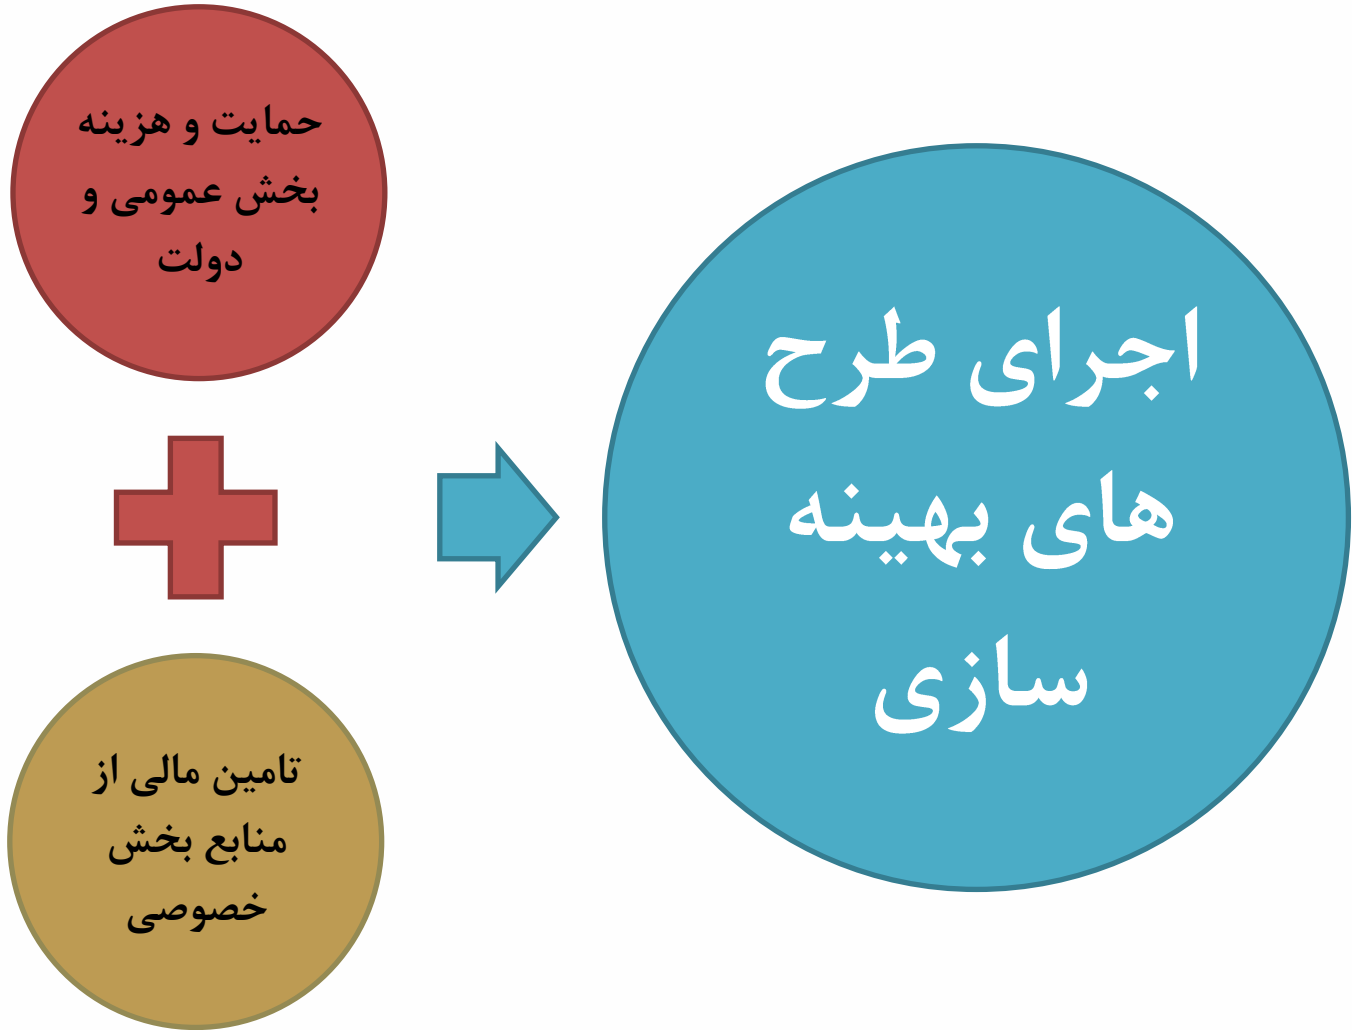 حمایت و هزینه
بخش عمومی و
دولت
تامین مالی از
منابع بخش
خصوصی
اجرای طرح
های بهینه
سازی